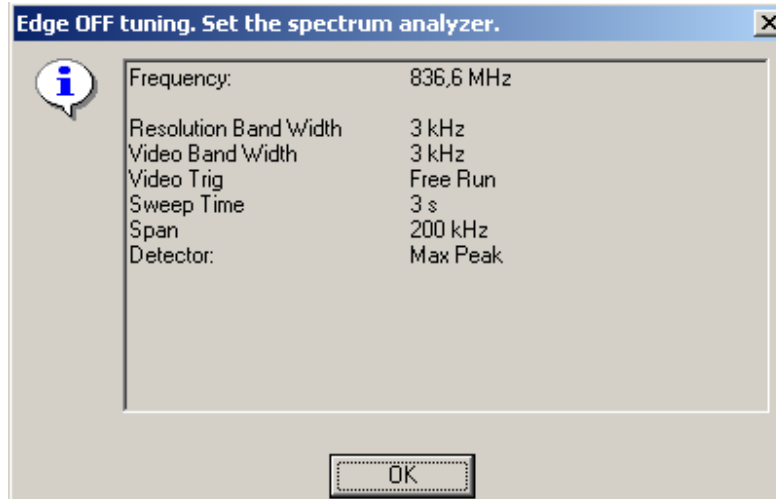 Edge OFF tuning. Set the spectrum analyzer.
Frequency: 836,6 MHz
Resolution Band Width 3 kHz
Video Band Width 3 kHz
Video Trig Free Run
Sweep Time 3 s
Span 200 kHz
Detector: Max Peak
OK